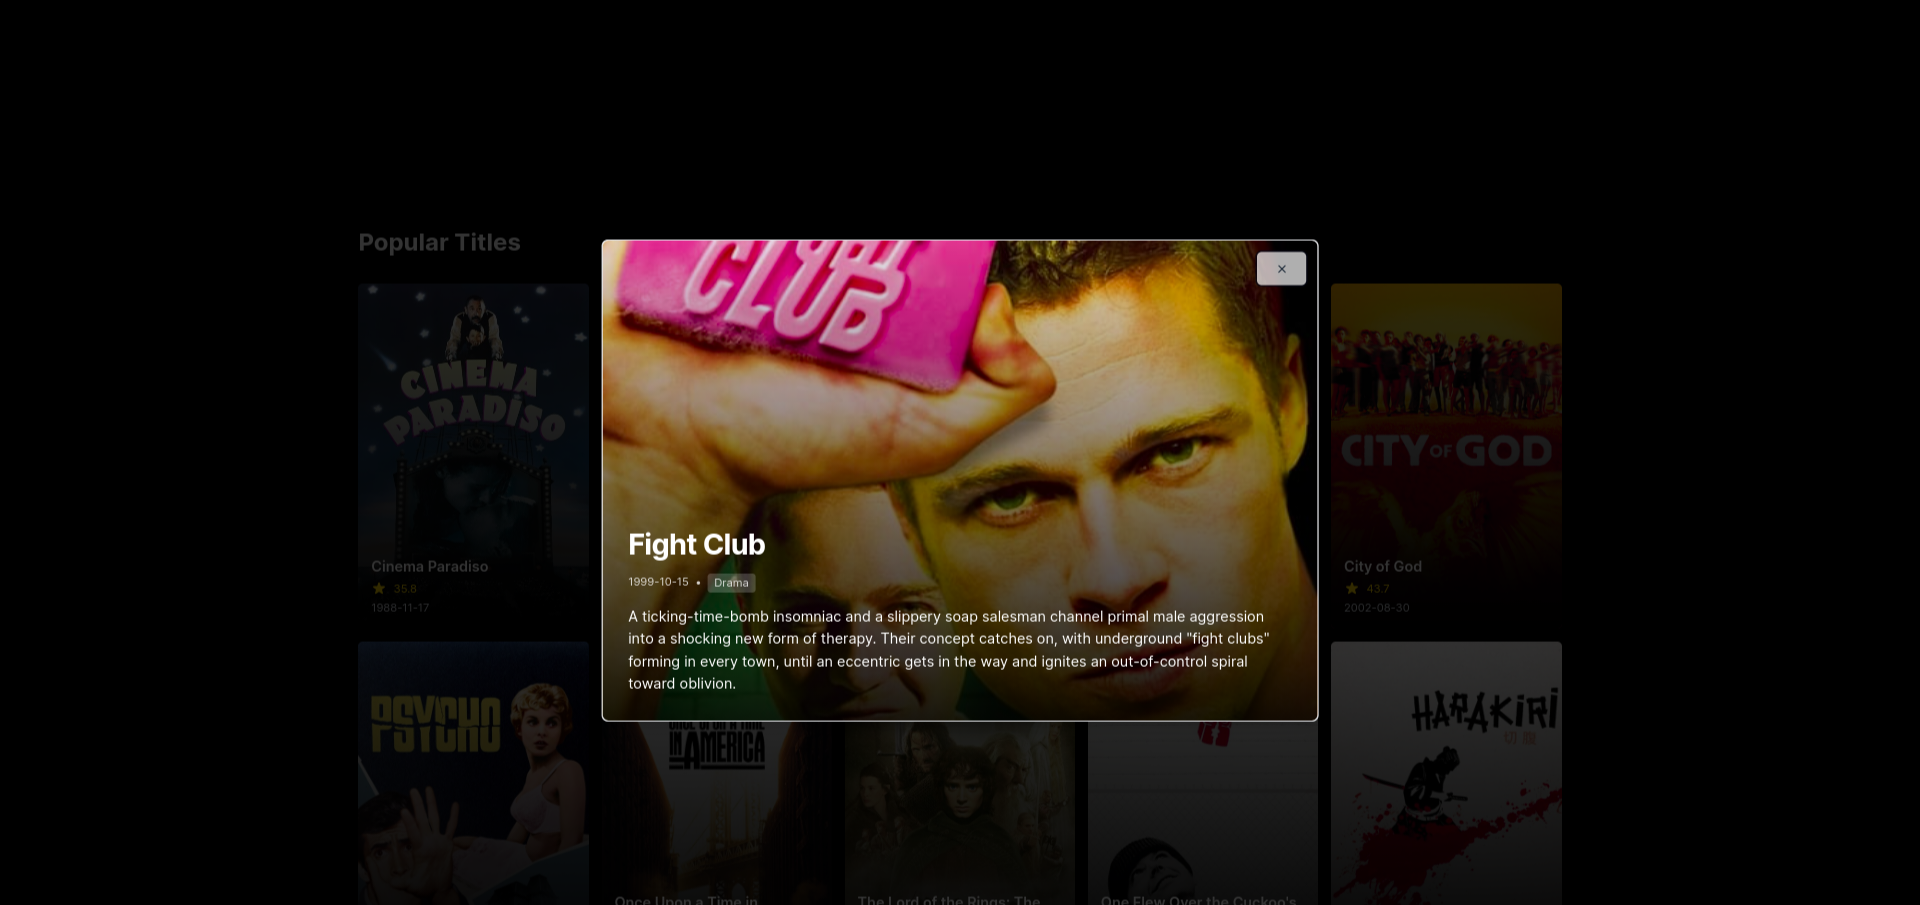 Popular Titles
CLUB
×
CINEMA
PARADISO
Cinema Paradiso
35.8
1988-11-17
Fight Club
1999-10-15 • Drama
A ticking-time-bomb insomniac and a slippery soap salesman channel primal male aggression
into a shocking new form of therapy. Their concept catches on, with underground "fight clubs"
forming in every town, until an eccentric gets in the way and ignites an out-of-control spiral
toward oblivion.
CITY OF GOD
City of God
43.7
2002-08-30
PSYCHO
IN AMERICA
HARAKIRI
切腹
Once Upon a Time in
The Lord of the Rings: The
One Flew Over the Cuckoo's